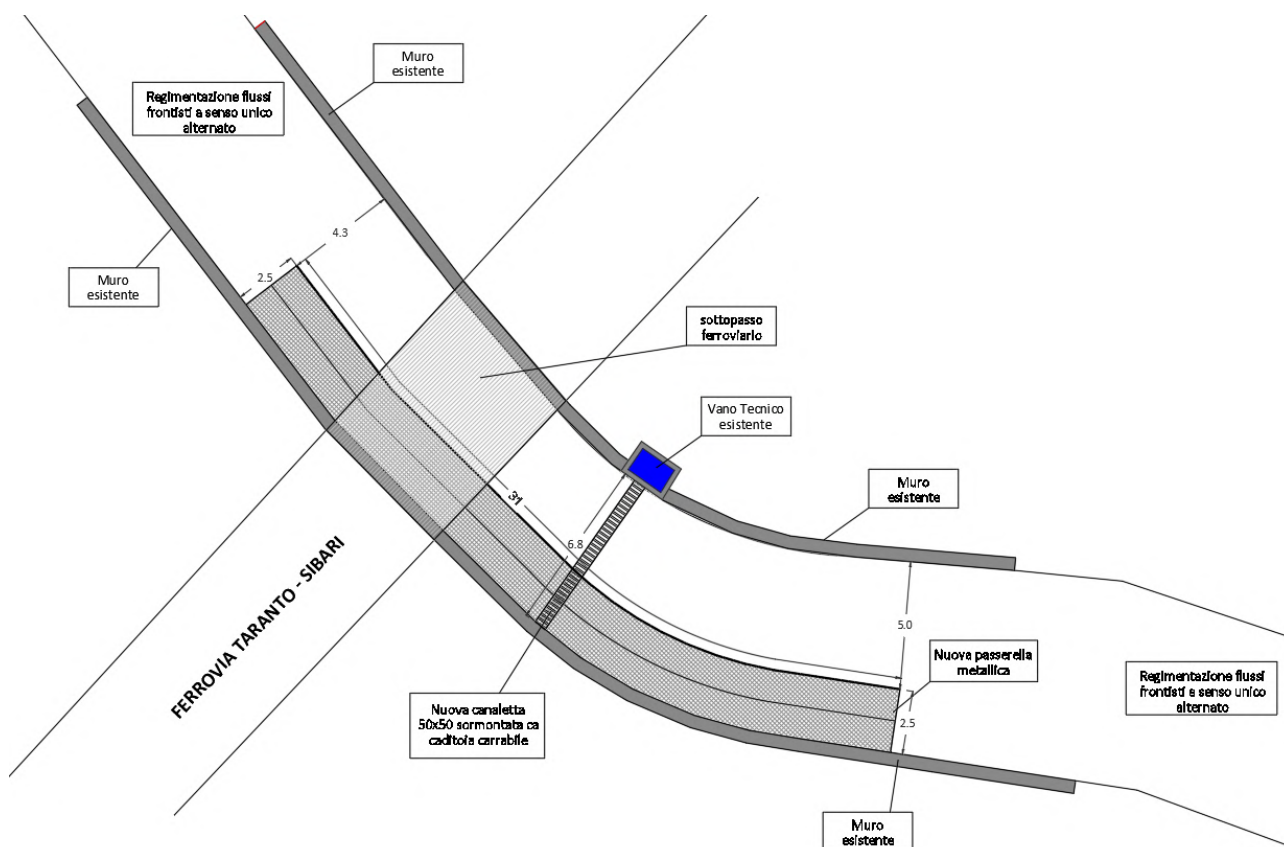 Muro
esistente
Regimentazione flussi
frontisti a senso unico
alternato
4.3
2.5
Muro
esistente
sottopasso
ferroviario
Vano Tecnico
esistente
31
6.8
Muro
esistente
FERROVIA TARANTO - SIBARI
5.0
Nuova passerella
metallica
Regimentazione flussi
frontisti a senso unico
alternato
2.5
Nuova canaletta
50x50 sormontata ca
caditoia carrabile
Muro
esistente